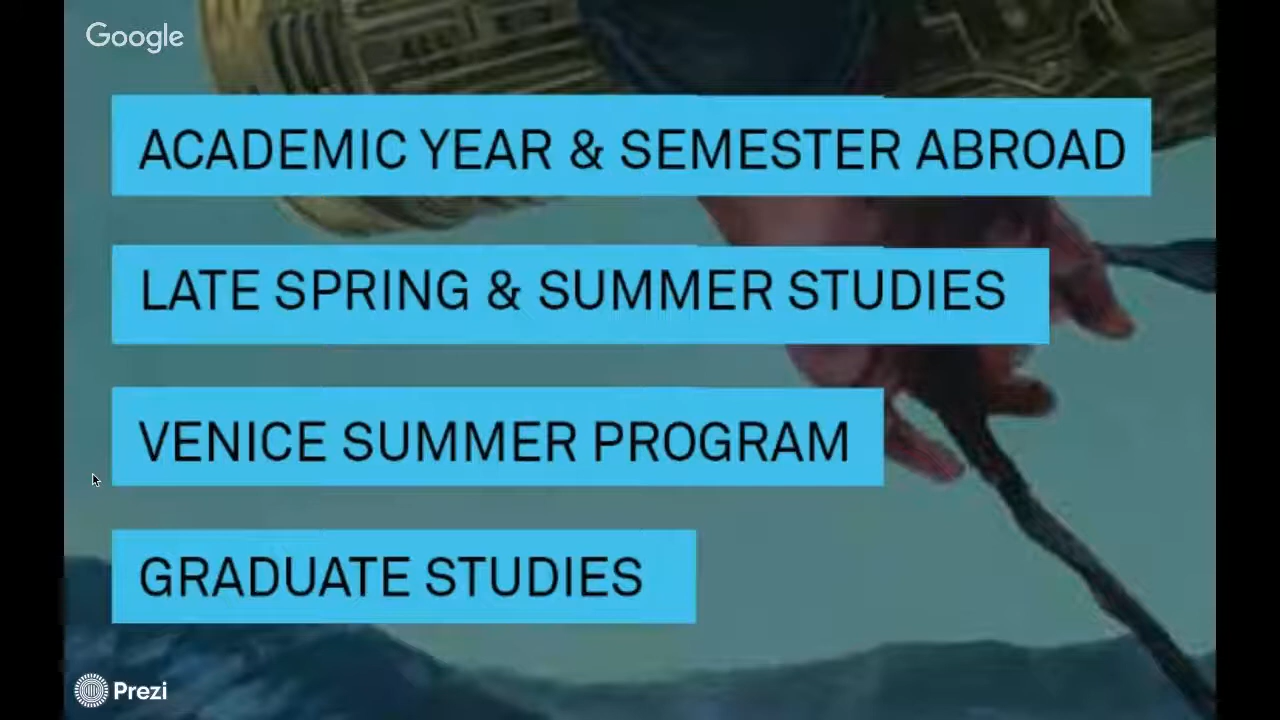 Google
ACADEMIC YEAR & SEMESTER ABROAD
LATE SPRING & SUMMER STUDIES
VENICE SUMMER PROGRAM
GRADUATE STUDIES
Prezi